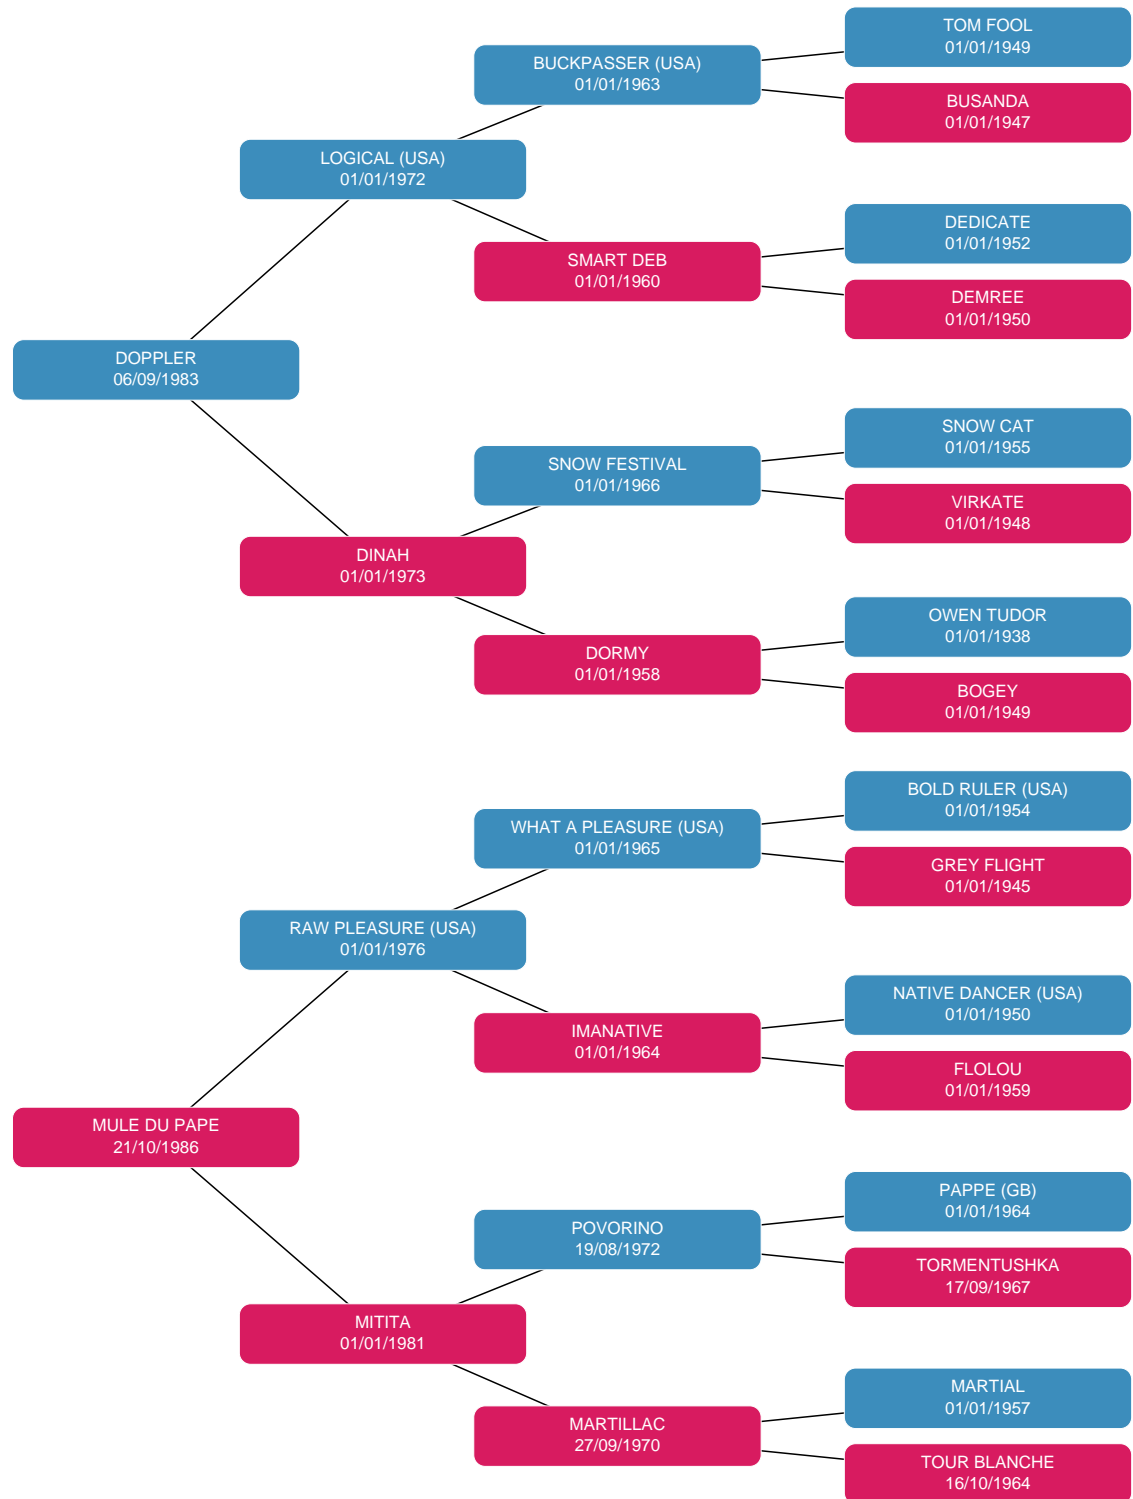 TOM FOOL
01/01/1949
BUCKPASSER (USA)
01/01/1963
BUSANDA
01/01/1947
LOGICAL (USA)
01/01/1972
DEDICATE
01/01/1952
SMART DEB
01/01/1960
DEMREE
01/01/1950
DOPPLER
06/09/1983
SNOW CAT
01/01/1955
SNOW FESTIVAL
01/01/1966
VIRKATE
01/01/1948
DINAH
01/01/1973
OWEN TUDOR
01/01/1938
DORMY
01/01/1958
BOGEY
01/01/1949
BOLD RULER (USA)
01/01/1954
WHAT A PLEASURE (USA)
01/01/1965
GREY FLIGHT
01/01/1945
RAW PLEASURE (USA)
01/01/1976
NATIVE DANCER (USA)
01/01/1950
IMANATIVE
01/01/1964
FLOLOU
01/01/1959
MULE DU PAPE
21/10/1986
PAPPE (GB)
01/01/1964
POVORINO
19/08/1972
TORMENTUSHKA
17/09/1967
MITITA
01/01/1981
MARTIAL
01/01/1957
MARTILLAC
27/09/1970
TOUR BLANCHE
16/10/1964